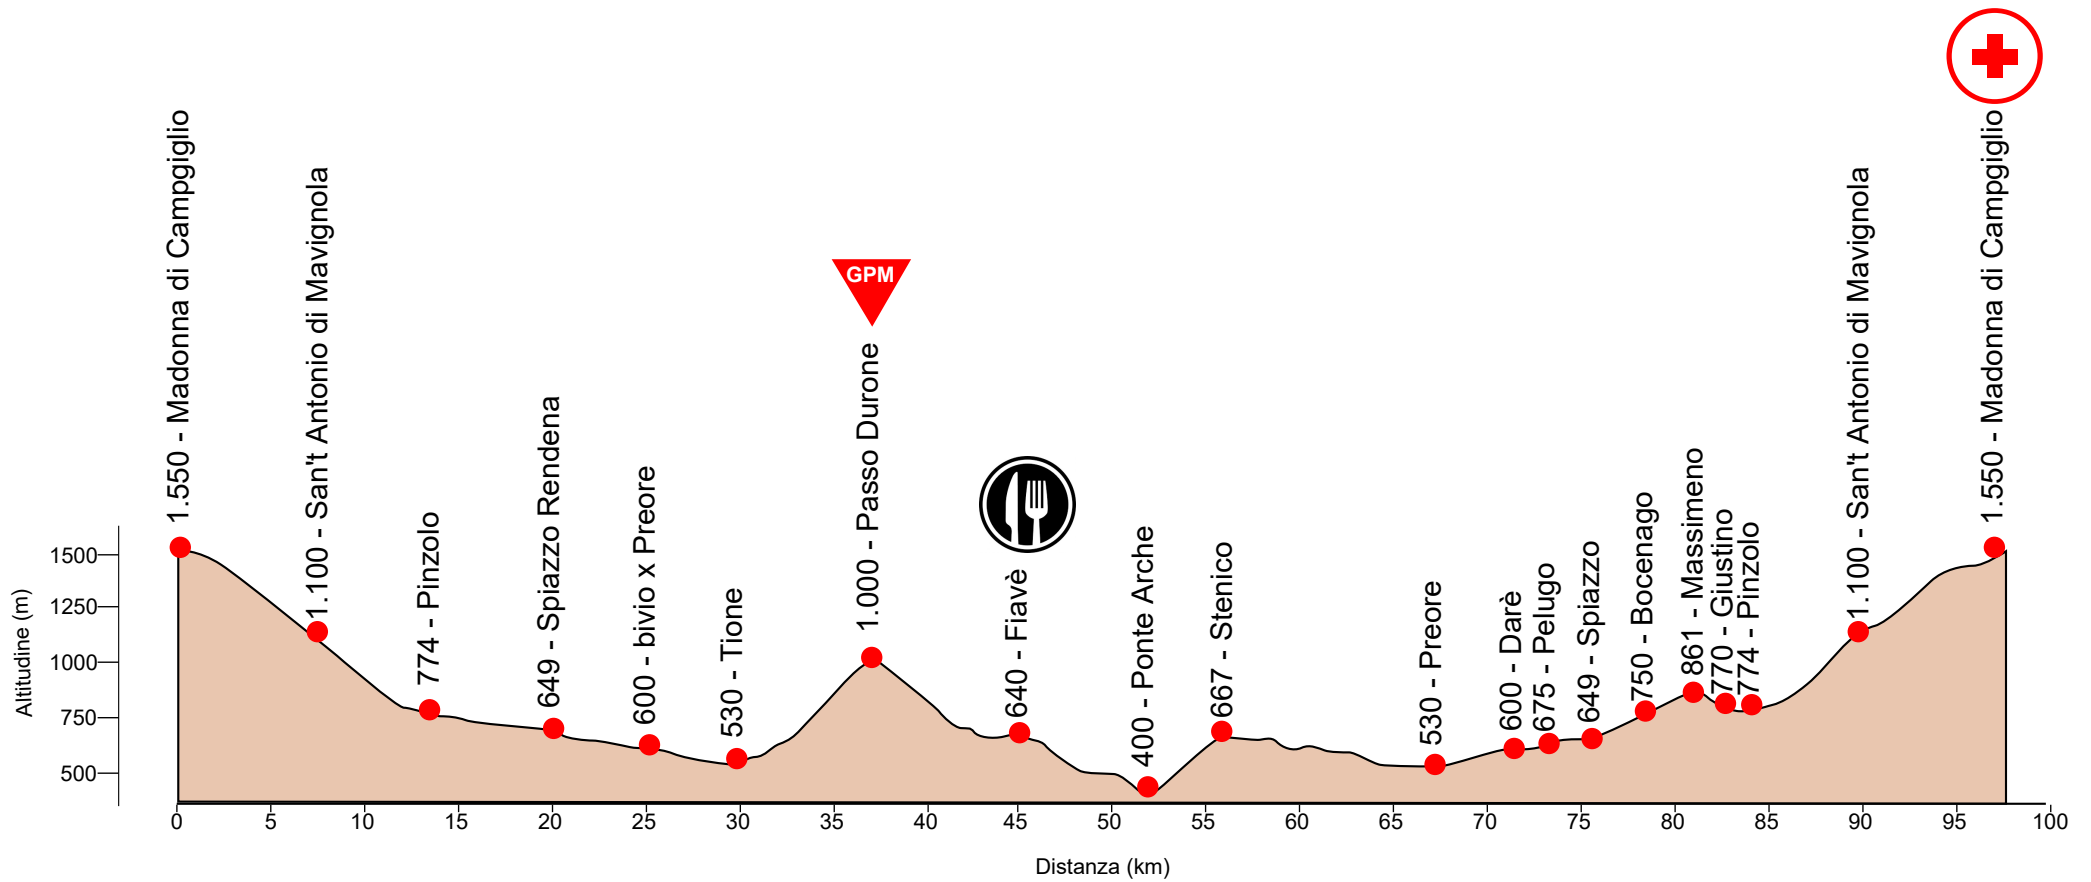 1.550 - Madonna di Campgiglio
1.100 - San't Antonio di Mavignola
774 - Pinzolo
649 - Spiazzo Rendena
600 - bivio x Preore
530 - Tione
GPM
1.000 - Passo Durone
640 - Fiavè
400 - Ponte Arche
667 - Stenico
530 - Preore
600 - Darè
675 - Pelugo
649 - Spiazzo
750 - Bocenago
861 - Massimeno
770 - Giustino
774 - Pinzolo
1.100 - San't Antonio di Mavignola
1.550 - Madonna di Campgiglio
Altitudine (m)
1500
1250
1000
750
500
0 5 10 15 20 25 30 35 40 45 50 55 60 65 70 75 80 85 90 95 100
Distanza (km)